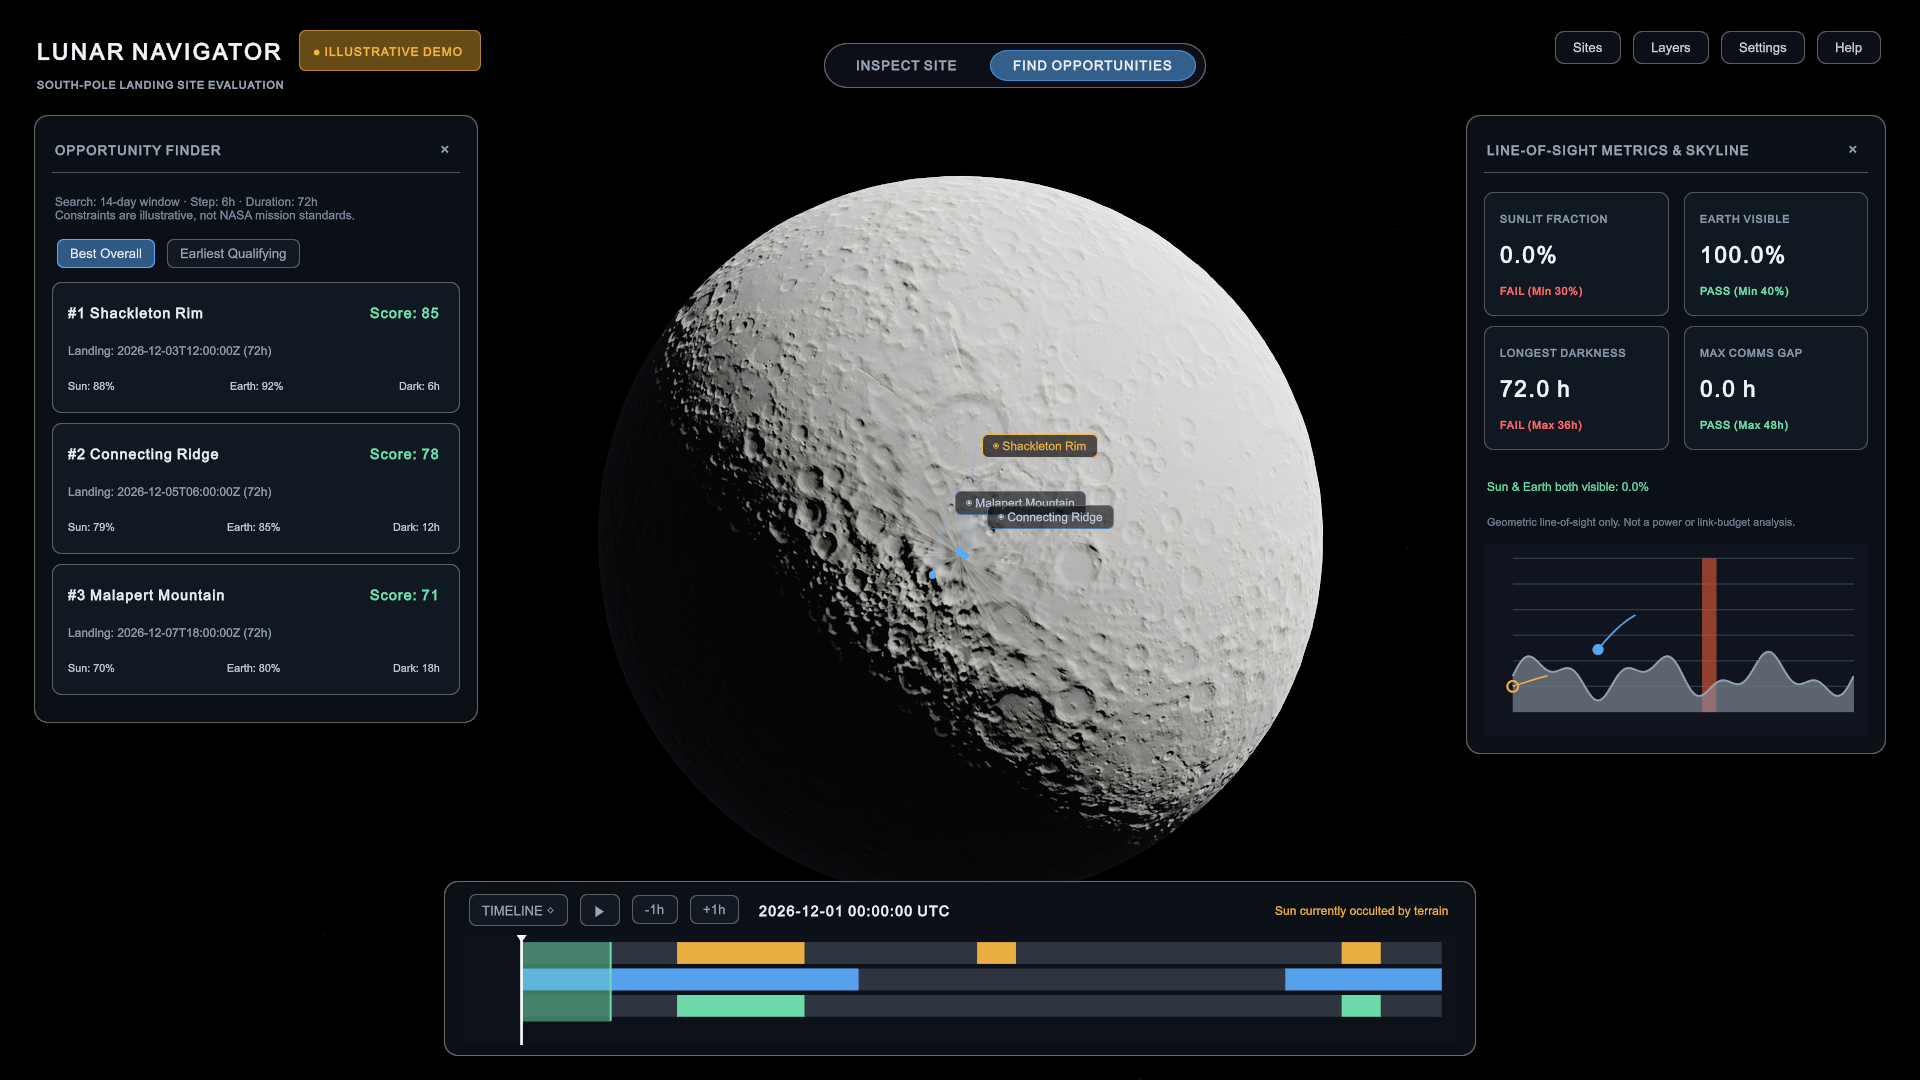 LUNAR NAVIGATOR
● ILLUSTRATIVE DEMO
SOUTH-POLE LANDING SITE EVALUATION
INSPECT SITE
FIND OPPORTUNITIES
Sites
Layers
Settings
Help
OPPORTUNITY FINDER
×
Search: 14-day window · Step: 6h · Duration: 72h
Constraints are illustrative, not NASA mission standards.
Best Overall
Earliest Qualifying
#1 Shackleton Rim
Score: 85
Landing: 2026-12-03T12:00:00Z (72h)
Sun: 88%
Earth: 92%
Dark: 6h
#2 Connecting Ridge
Score: 78
Landing: 2026-12-05T06:00:00Z (72h)
Sun: 79%
Earth: 85%
Dark: 12h
#3 Malapert Mountain
Score: 71
Landing: 2026-12-07T18:00:00Z (72h)
Sun: 70%
Earth: 80%
Dark: 18h
Shackleton Rim
Malapert Mountain
Connecting Ridge
LINE-OF-SIGHT METRICS & SKYLINE
×
SUNLIT FRACTION
0.0%
FAIL (Min 30%)
EARTH VISIBLE
100.0%
PASS (Min 40%)
LONGEST DARKNESS
72.0 h
FAIL (Max 36h)
MAX COMMS GAP
0.0 h
PASS (Max 48h)
Sun & Earth both visible: 0.0%
Geometric line-of-sight only. Not a power or link-budget analysis.
TIMELINE ◇
-1h
+1h
2026-12-01 00:00:00 UTC
Sun currently occulted by terrain